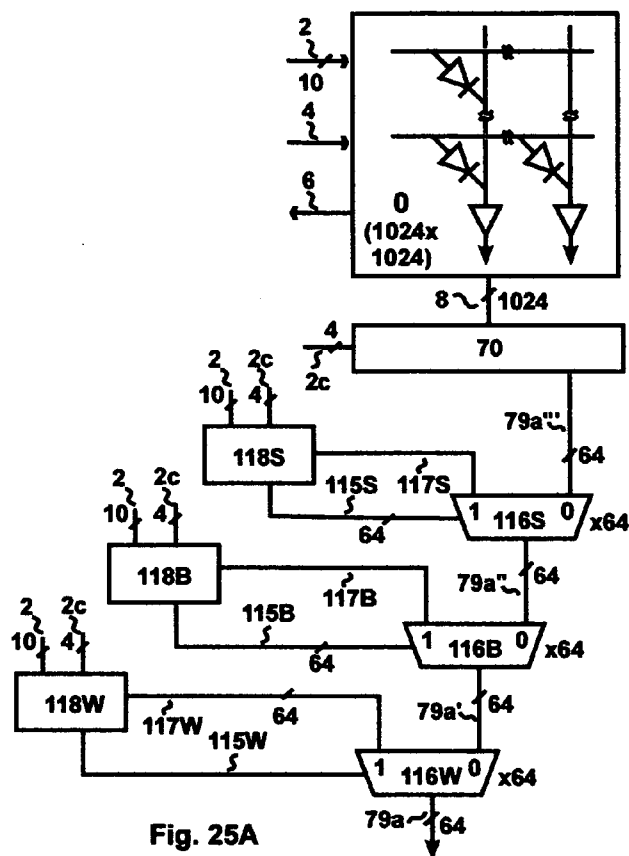 2
10
4
6
0
(1024x
1024)
8
1024
4
2c
70
2
10
2c
4
118S
79a'''
64
115S
117S
64
1 116S 0
x64
2
10
2c
4
118B
79a''
64
117B
115B
64
1 116B 0
x64
2
10
2c
4
118W
79a'
64
117W
64
115W
1 116W 0
x64
79a
64
Fig. 25A